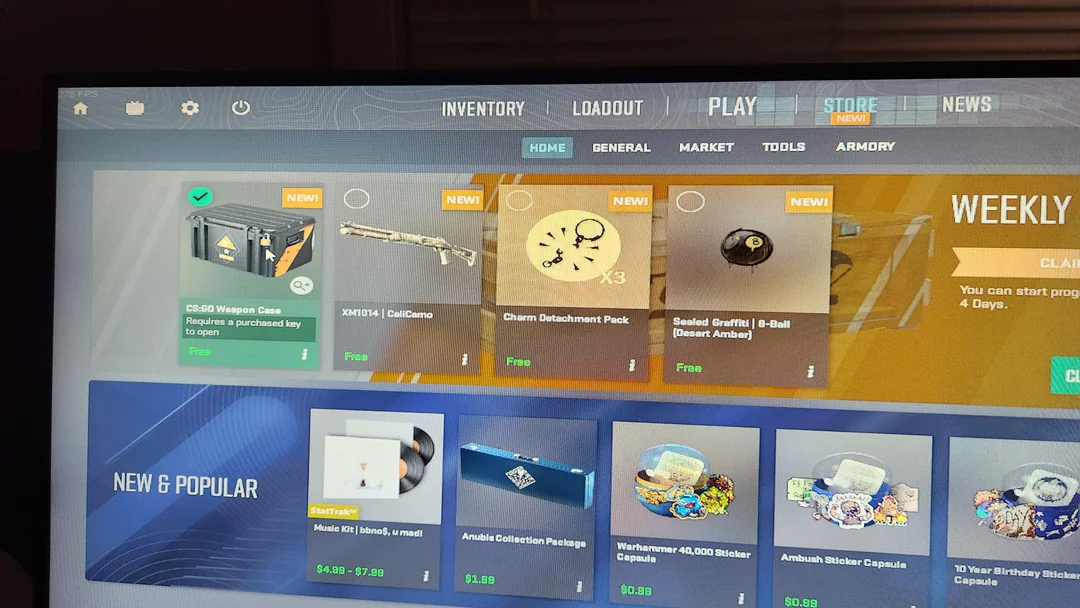 INVENTORY
LOADOUT
PLAY
STORE
NEW!
NEWS
HOME
GENERAL
MARKET
TOOLS
ARMORY
NEW!
CS:GO Weapon Case
Requires a purchased key
to open
Free
NEW!
XM1014 | CaliCamo
Free
NEW!
X3
Charm Detachment Pack
Free
NEW!
8
Sealed Graffiti | 8-Ball
(Desert Amber)
Free
WEEKLY
You can start
4 Days.
NEW & POPULAR
StatTrak™
Music Kit | bbno$, u mad!
$4.99 - $7.99
Anubis Collection Package
$1.99
Warhammer 40,000 Sticker
Capsule
$0.99
Ambush Sticker Capsule
$0.99
10 Year Birthday Sticker
Capsule